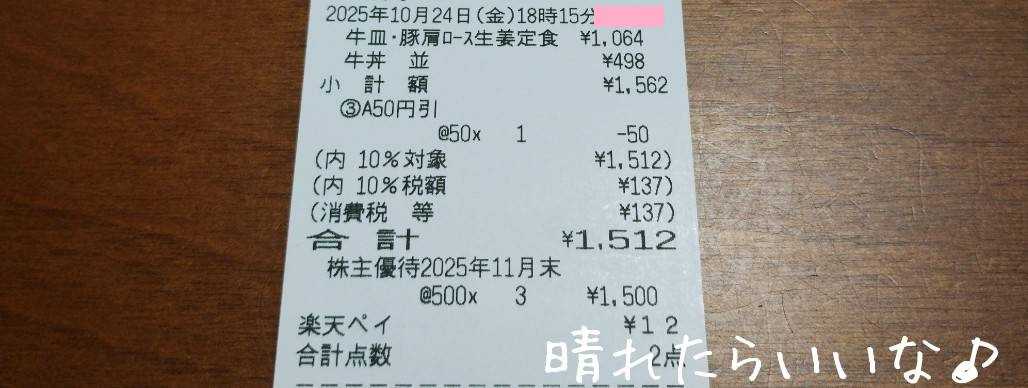 2025年10月24日(金)18時15分
牛皿・豚肩ﾛｰｽ生姜定食 ¥1,064
牛丼 並 ¥498
小 計 額 ¥1,562
③A50円引
@50x 1 -50
(内 10%対象 ¥1,512)
(内 10%税額 ¥137)
(消費税 等 ¥137)
合 計 ¥1,512
株主優待2025年11月末
@500x 3 ¥1,500
楽天ペイ ¥12
合計点数 2点
晴れたらいいな♪